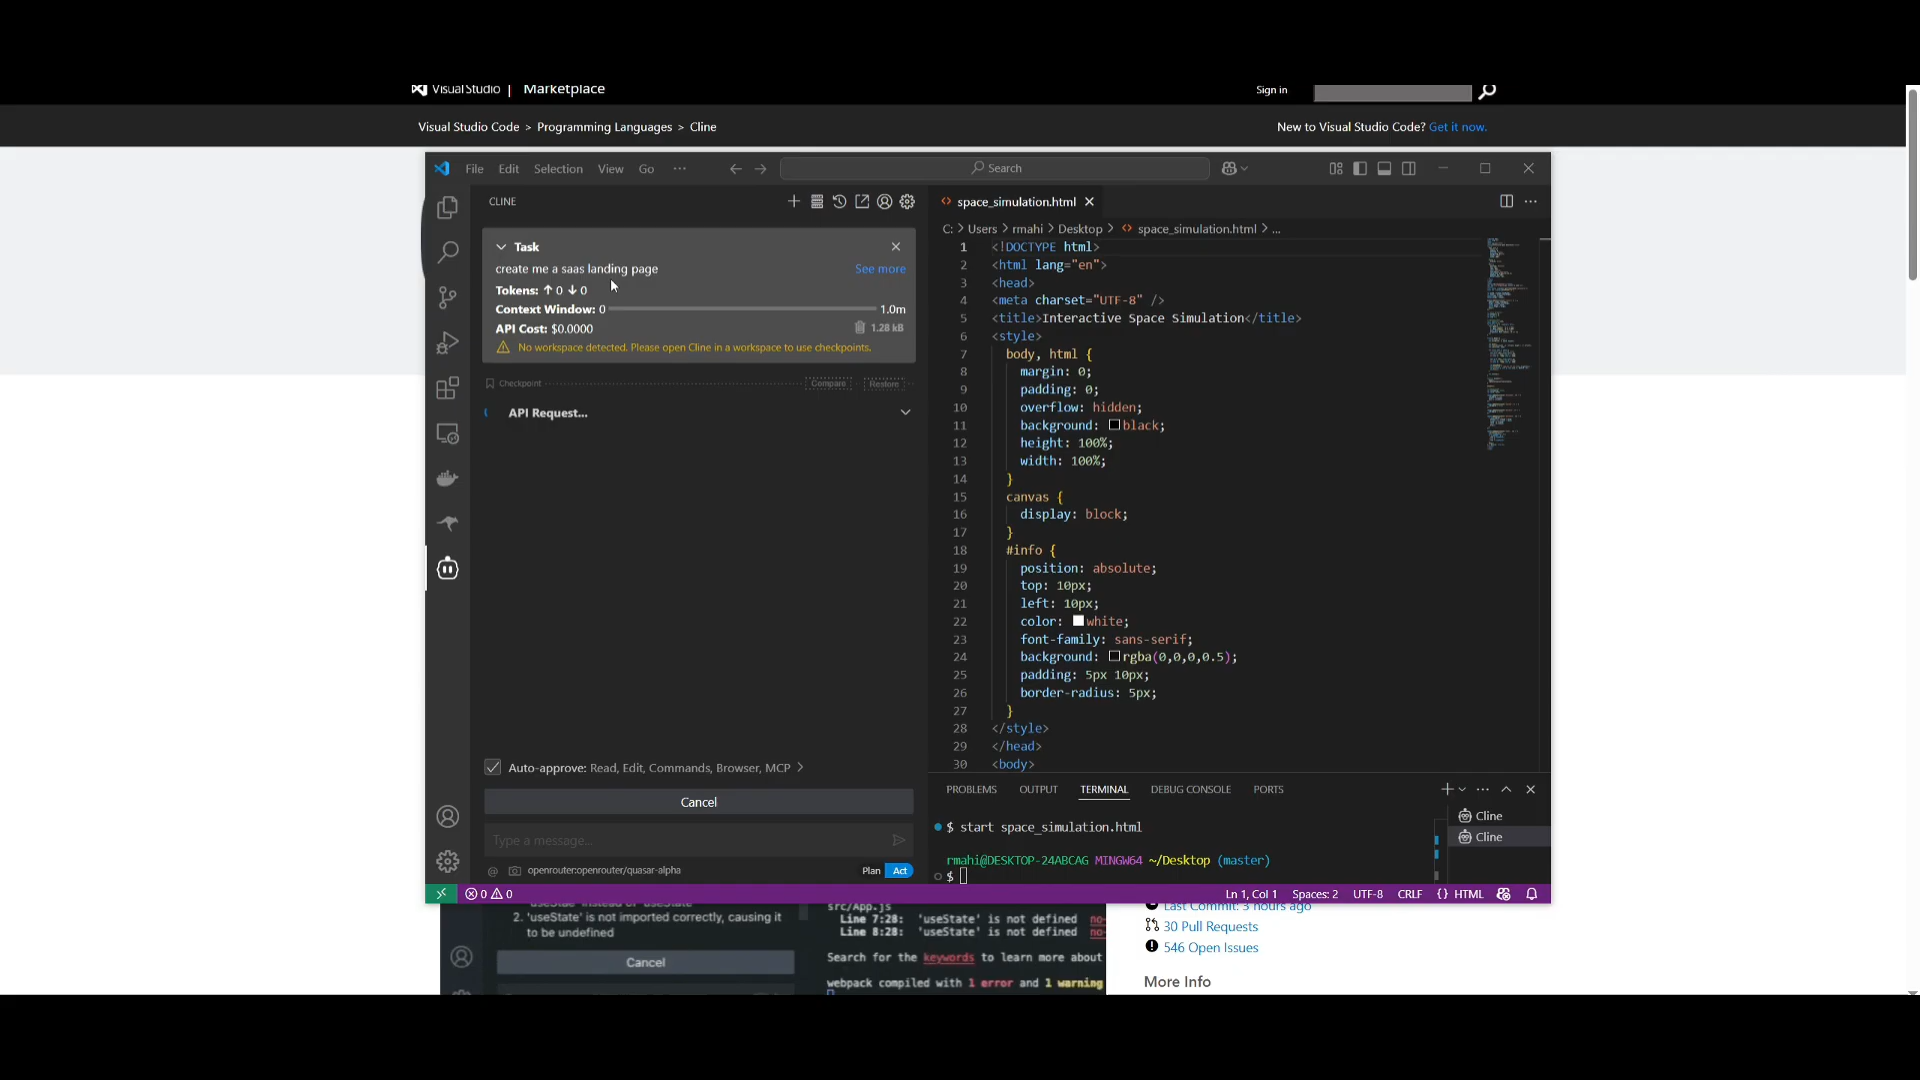 Visual Studio | Marketplace
Sign in
Visual Studio Code > Programming Languages > Cline
New to Visual Studio Code? Get it now.
File Edit Selection View Go ···
Search
CLINE
Task
create me a saas landing page
See more
Tokens: ↑ 0 ↓ 0
Context Window: 0 1.0m
API Cost: $0.0000
1.28 kB
No workspace detected. Please open Cline in a workspace to use checkpoints.
Checkpoint
Compare
Restore
API Request...
Auto-approve: Read, Edit, Commands, Browser, MCP >
Cancel
Type a message...
@ openrouter:openrouter/quasar-alpha
Plan Act
space_simulation.html
C: > Users > rmahi > Desktop > space_simulation.html > ...
1 <!DOCTYPE html>
2 <html lang="en">
3 <head>
4 <meta charset="UTF-8" />
5 <title>Interactive Space Simulation</title>
6 <style>
7 body, html {
8 margin: 0;
9 padding: 0;
10 overflow: hidden;
11 background: black;
12 height: 100%;
13 width: 100%;
14 }
15 canvas {
16 display: block;
17 }
18 #info {
19 position: absolute;
20 top: 10px;
21 left: 10px;
22 color: white;
23 font-family: sans-serif;
24 background: rgba(0,0,0,0.5);
25 padding: 5px 10px;
26 border-radius: 5px;
27 }
28 </style>
29 </head>
30 <body>
PROBLEMS OUTPUT TERMINAL DEBUG CONSOLE PORTS
$ start space_simulation.html
rmahi@DESKTOP-24ABCAG MINGW64 ~/Desktop (master)
$
Cline
Cline
0 0
Ln 1, Col 1 Spaces: 2 UTF-8 CRLF {} HTML
'useStae' instead of 'useState'
2. 'useState' is not imported correctly, causing it
to be undefined
Cancel
src/App.js
Line 7:28: 'useState' is not defined no-
Line 8:28: 'useState' is not defined no-
Search for the keywords to learn more about
webpack compiled with 1 error and 1 warning
Last Commit: 3 hours ago
30 Pull Requests
546 Open Issues
More Info